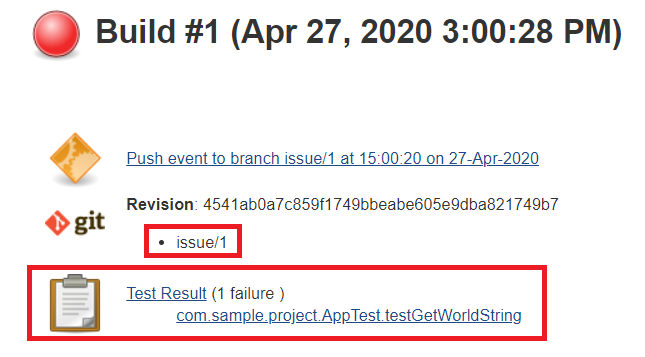 Build #1 (Apr 27, 2020 3:00:28 PM)
Push event to branch issue/1 at 15:00:20 on 27-Apr-2020
git
Revision: 4541ab0a7c859f1749bbeabe605e9dba821749b7
• issue/1
Test Result (1 failure )
com.sample.project.AppTest.testGetWorldString